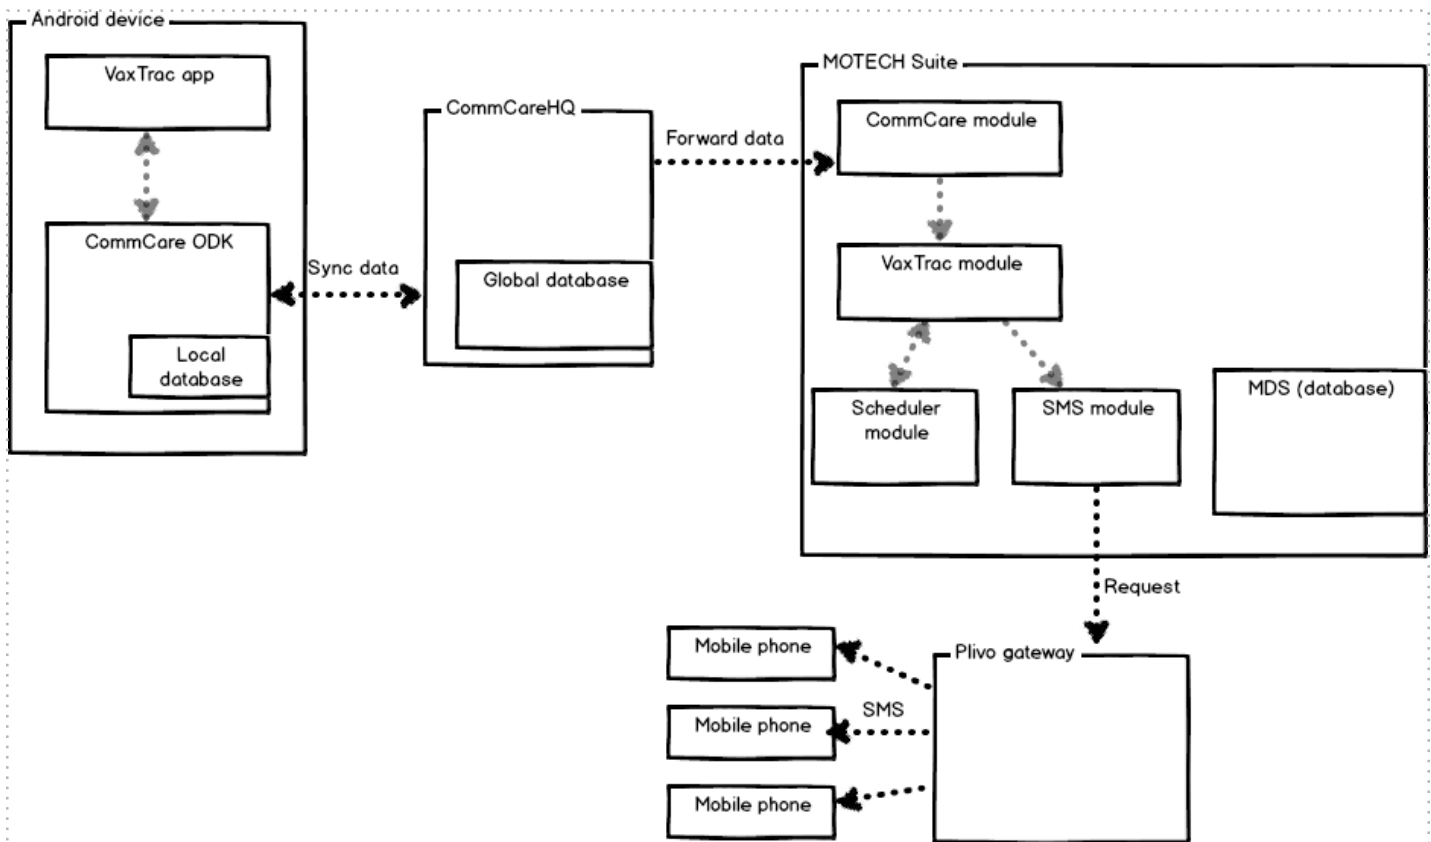 Android device
VaxTrac app
CommCare ODK
Local
database
Sync data
CommCareHQ
Global database
Forward data
MOTECH Suite
CommCare module
VaxTrac module
Scheduler
module
SMS module
MDS (database)
Request
Plivo gateway
SMS
Mobile phone
Mobile phone
Mobile phone